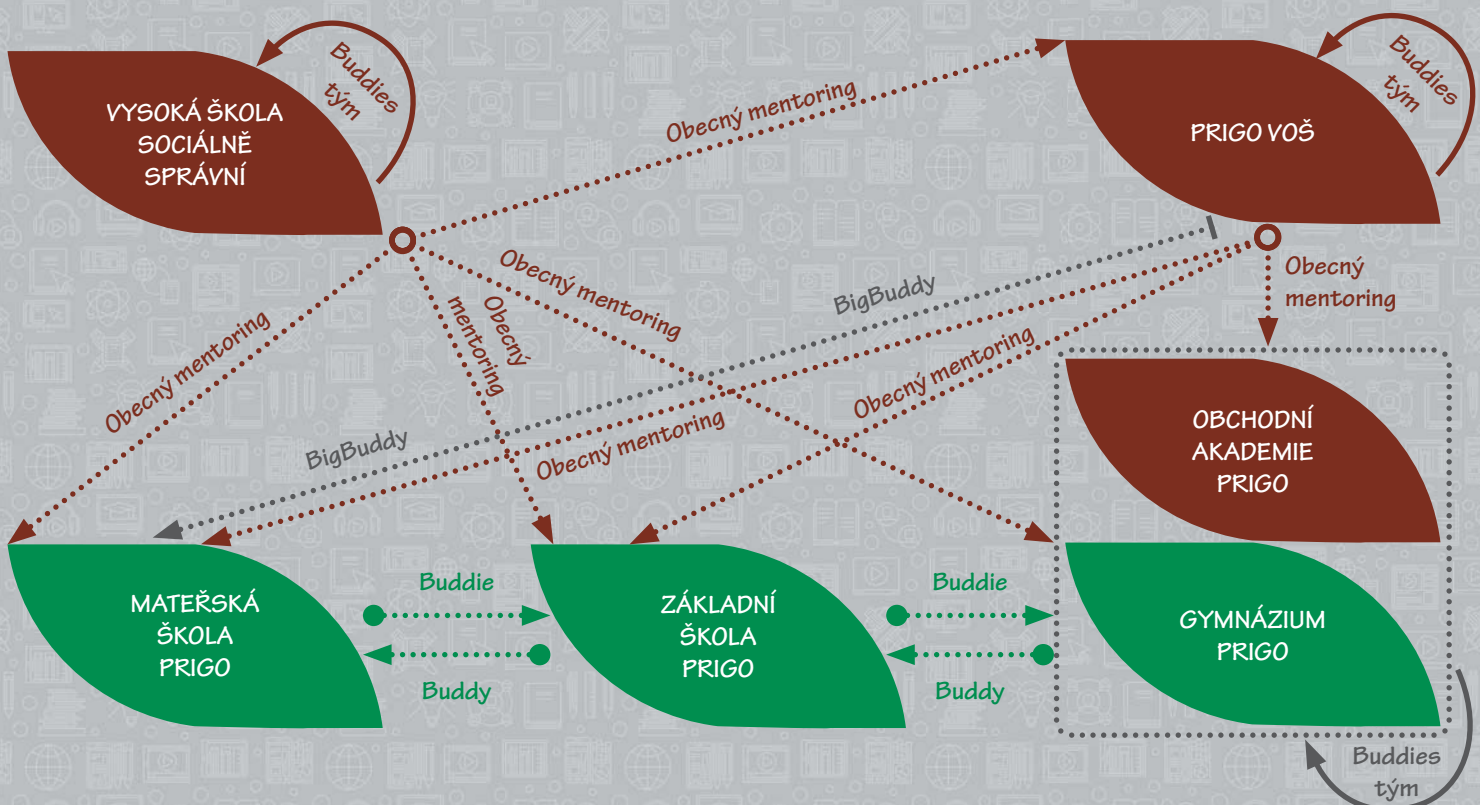 Buddies
tým
VYSOKÁ ŠKOLA
SOCIÁLNĚ
SPRÁVNÍ
Obecný mentoring
Buddies
tým
PRIGO VOŠ
Obecný mentoring
Obecný
mentoring
Obecný mentoring
BigBuddy
Obecný
mentoring
Obecný mentoring
BigBuddy
Obecný mentoring
OBCHODNÍ
AKADEMIE
PRIGO
MATEŘSKÁ
ŠKOLA
PRIGO
Buddie
Buddy
ZÁKLADNÍ
ŠKOLA
PRIGO
Buddie
Buddy
GYMNÁZIUM
PRIGO
Buddies
tým